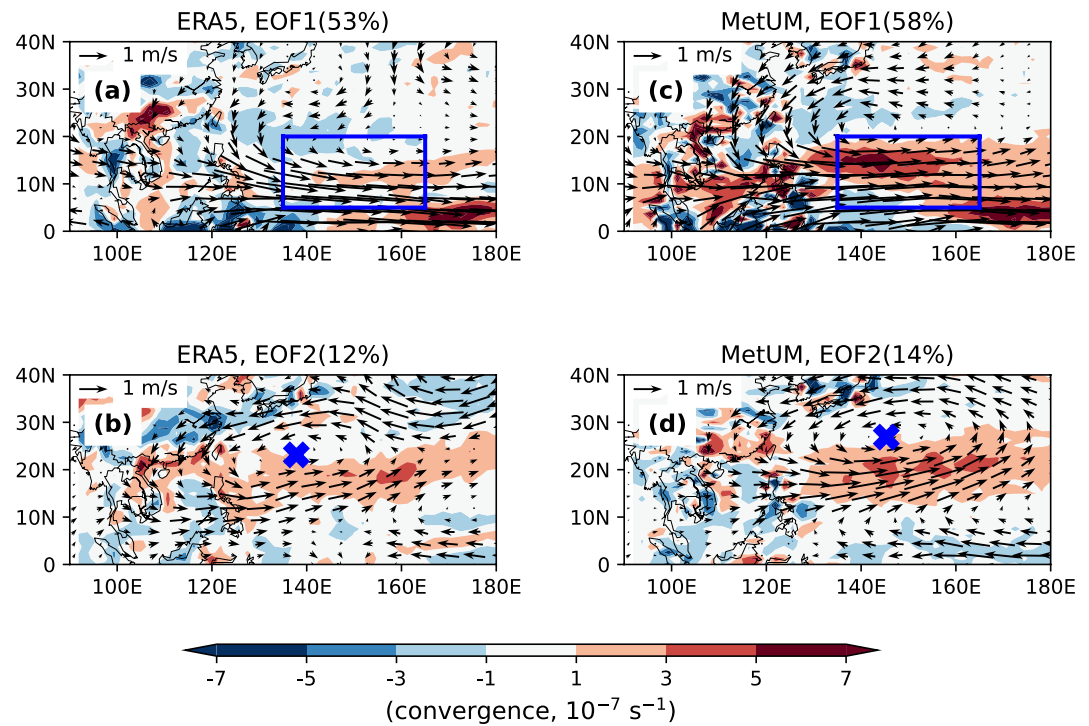 ERA5, EOF1(53%)
MetUM, EOF1(58%)
40N
30N
20N
10N
0
1 m/s
(a)
100E
120E
140E
160E
180E
40N
30N
20N
10N
0
1 m/s
(c)
100E
120E
140E
160E
180E
ERA5, EOF2(12%)
MetUM, EOF2(14%)
40N
30N
20N
10N
0
1 m/s
(b)
100E
120E
140E
160E
180E
40N
30N
20N
10N
0
1 m/s
(d)
100E
120E
140E
160E
180E
-7 -5 -3 -1 1 3 5 7
(convergence, 10⁻⁷ s⁻¹)